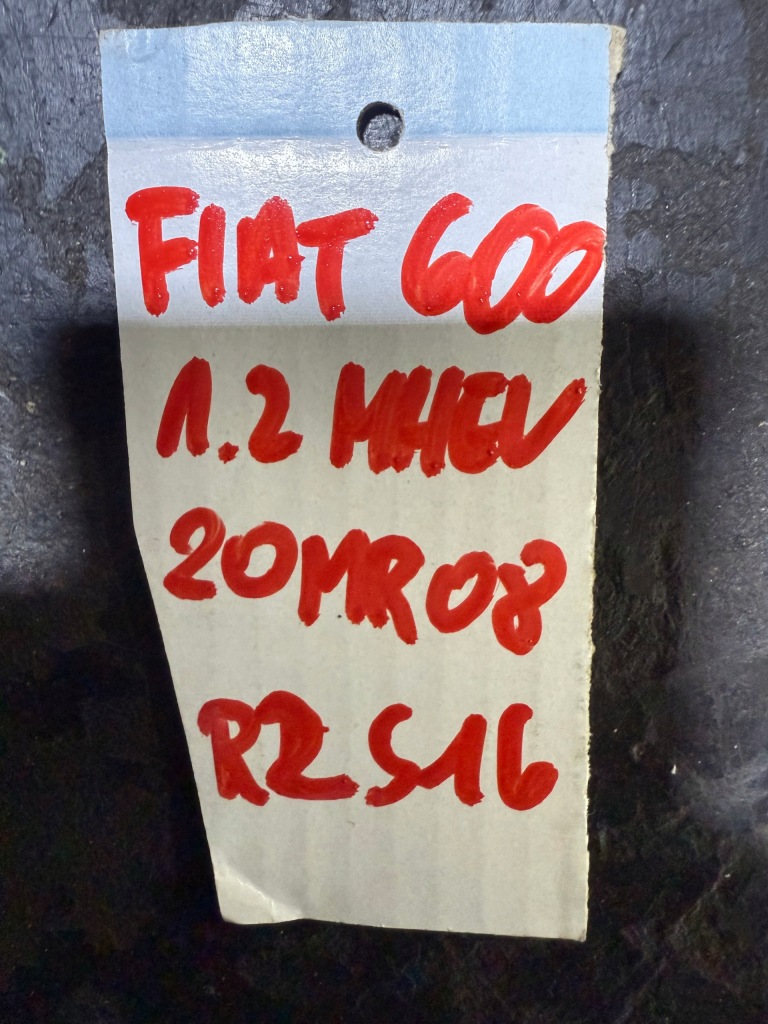 FIAT 600
1.2 MHEV
20MR08
R2S16